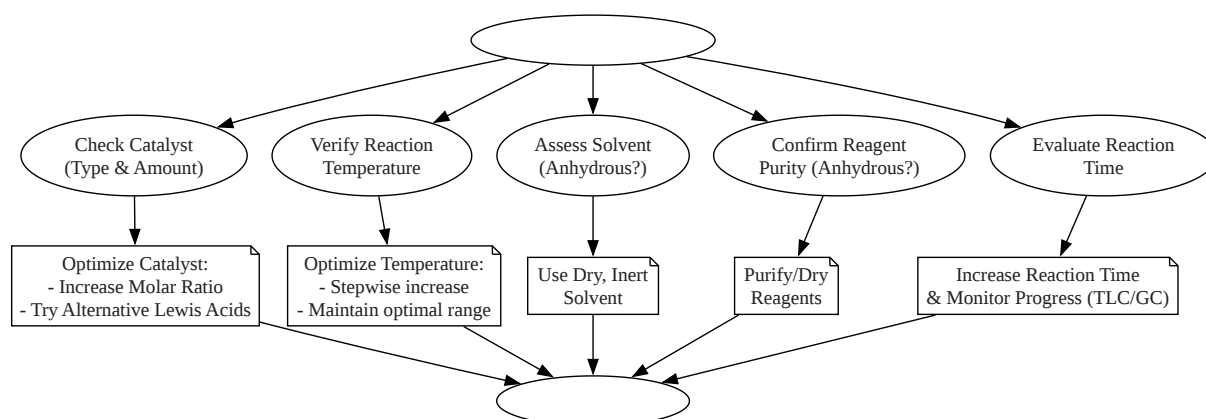 Check Catalyst
(Type & Amount)
Verify Reaction
Temperature
Assess Solvent
(Anhydrous?)
Confirm Reagent
Purity (Anhydrous?)
Evaluate Reaction
Time
Optimize Catalyst:
- Increase Molar Ratio
- Try Alternative Lewis Acids
Optimize Temperature:
- Stepwise increase
- Maintain optimal range
Use Dry, Inert
Solvent
Purify/Dry
Reagents
Increase Reaction Time
& Monitor Progress (TLC/GC)